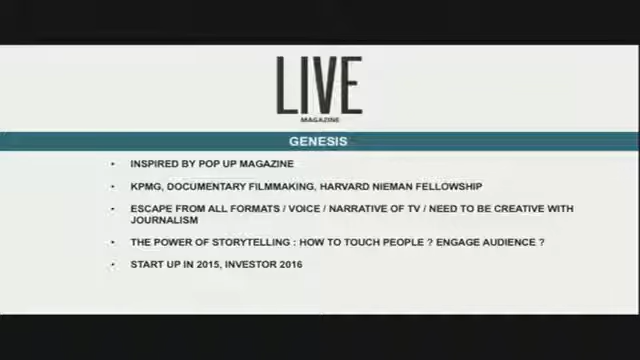 LIVE
MAGAZINE
GENESIS
• INSPIRED BY POP UP MAGAZINE
• KPMG, DOCUMENTARY FILMMAKING, HARVARD NIEMAN FELLOWSHIP
• ESCAPE FROM ALL FORMATS / VOICE / NARRATIVE OF TV / NEED TO BE CREATIVE WITH
JOURNALISM
• THE POWER OF STORYTELLING : HOW TO TOUCH PEOPLE ? ENGAGE AUDIENCE ?
• START UP IN 2015, INVESTOR 2016